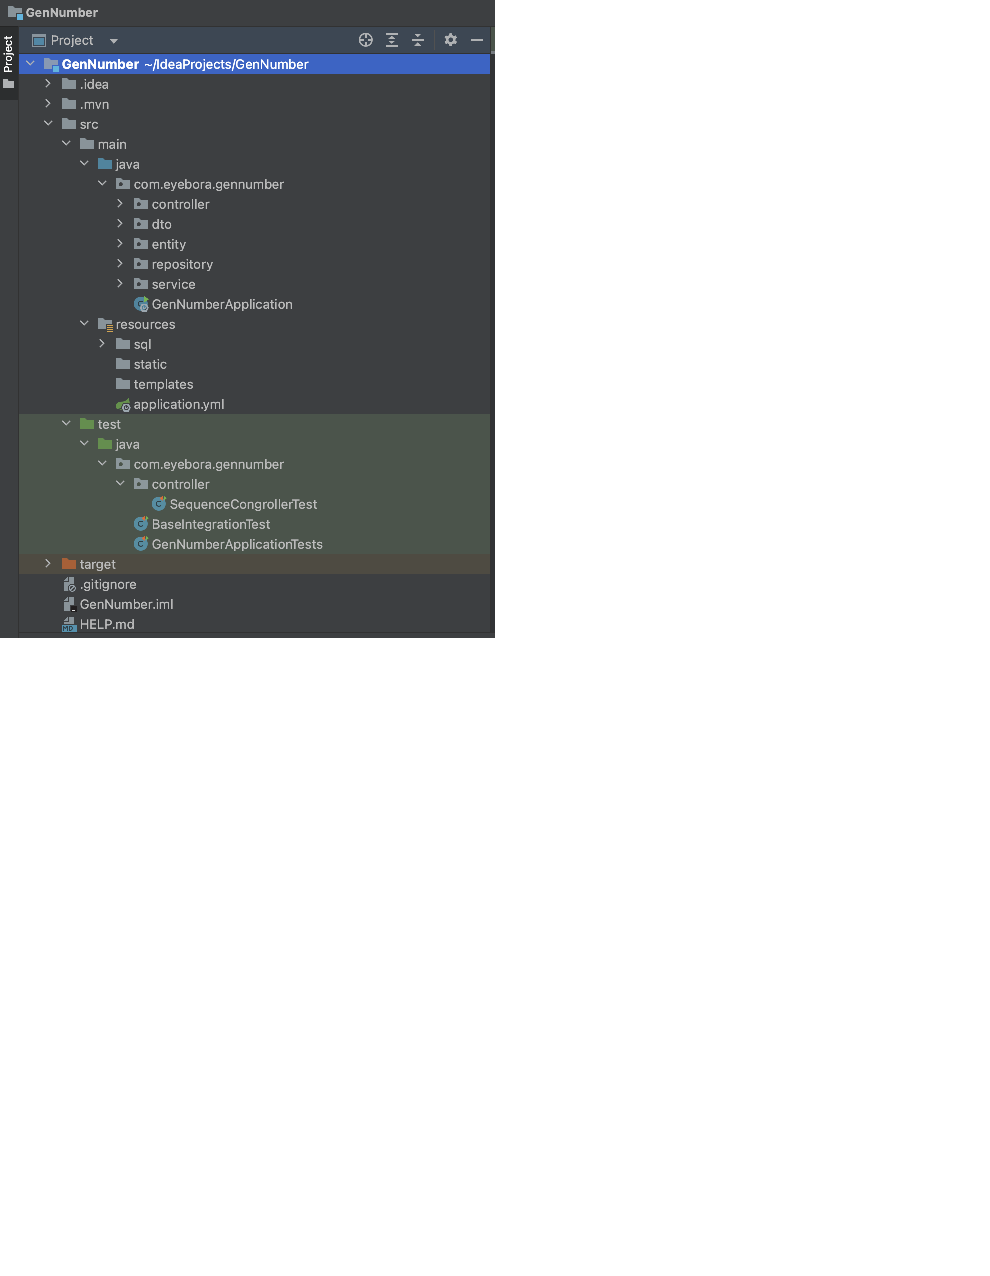 GenNumber
Project
Project
GenNumber ~/IdeaProjects/GenNumber
.idea
.mvn
src
main
java
com.eyebora.gennumber
controller
dto
entity
repository
service
GenNumberApplication
resources
sql
static
templates
application.yml
test
java
com.eyebora.gennumber
controller
SequenceCongrollerTest
BaseIntegrationTest
GenNumberApplicationTests
target
.gitignore
GenNumber.iml
HELP.md